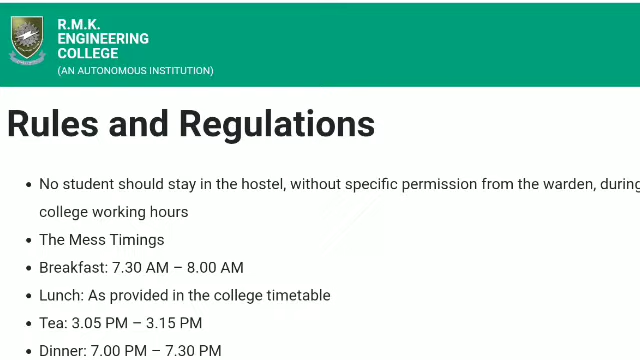 R.M.K.
ENGINEERING
COLLEGE
(AN AUTONOMOUS INSTITUTION)
Rules and Regulations
• No student should stay in the hostel, without specific permission from the warden, during
college working hours
• The Mess Timings
• Breakfast: 7.30 AM – 8.00 AM
• Lunch: As provided in the college timetable
• Tea: 3.05 PM – 3.15 PM
• Dinner: 7.00 PM – 7.30 PM